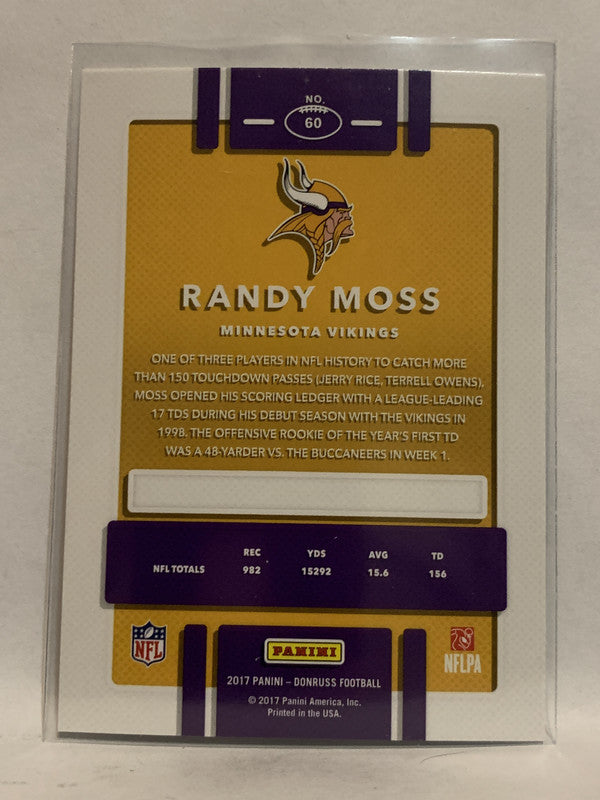 NO.
60
RANDY MOSS
MINNESOTA VIKINGS
ONE OF THREE PLAYERS IN NFL HISTORY TO CATCH MORE
THAN 150 TOUCHDOWN PASSES (JERRY RICE, TERRELL OWENS),
MOSS OPENED HIS SCORING LEDGER WITH A LEAGUE-LEADING
17 TDS DURING HIS DEBUT SEASON WITH THE VIKINGS IN
1998. THE OFFENSIVE ROOKIE OF THE YEAR'S FIRST TD
WAS A 48-YARDER VS. THE BUCCANEERS IN WEEK 1.
REC YDS AVG TD
NFL TOTALS 982 15292 15.6 156
NFL
PANINI
NFLPA
2017 PANINI – DONRUSS FOOTBALL
© 2017 Panini America, Inc.
Printed in the USA.